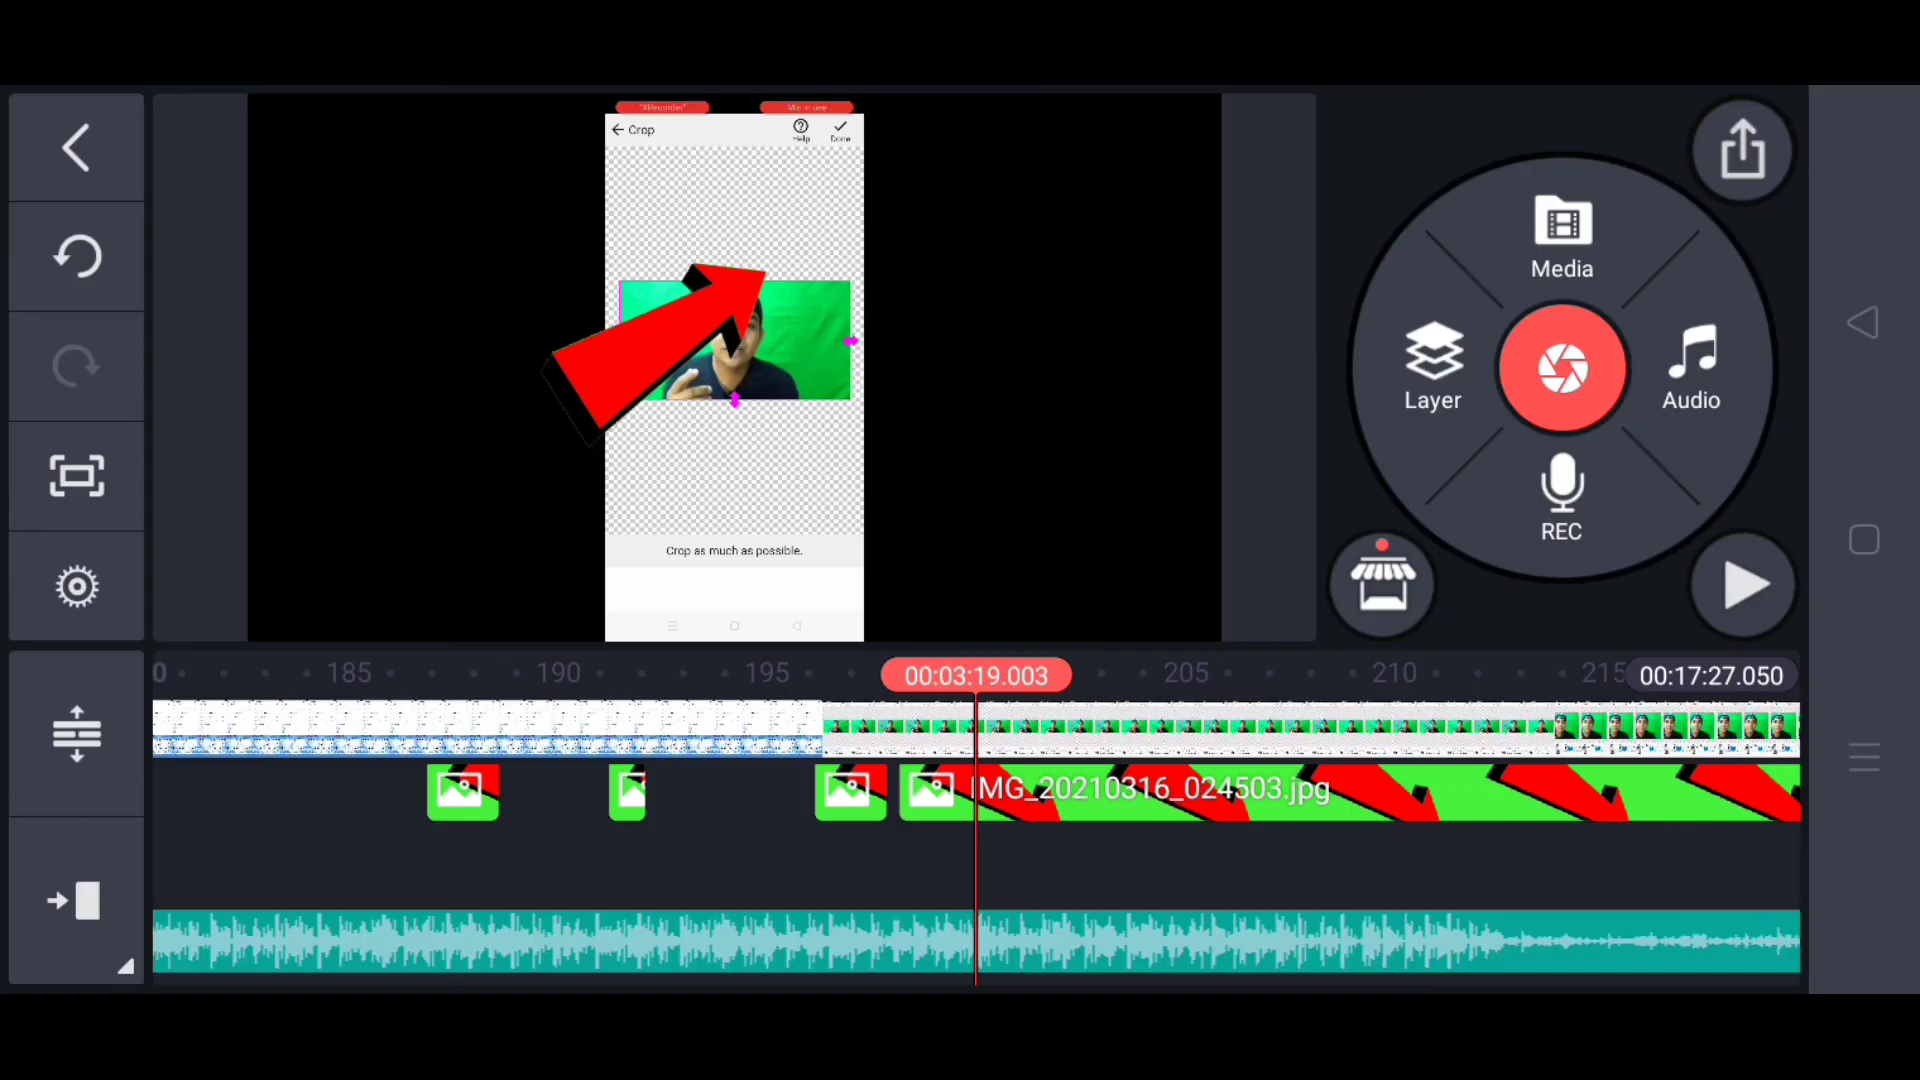 "XRecorder"
Crop
Help
Done
Crop as much as possible.
Media
Layer
Audio
REC
185
190
195
00:03:19.003
205
210
215
00:17:27.050
IMG_20210316_024503.jpg